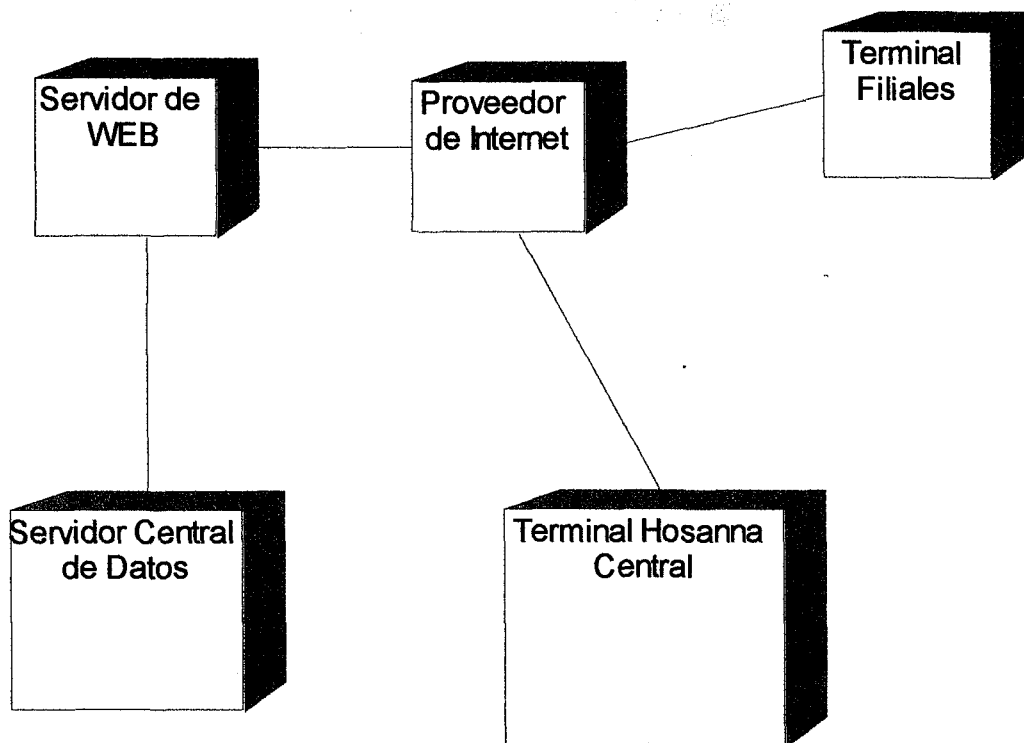 Servidor de
WEB
Proveedor
de Internet
Terminal
Filiales
Servidor Central
de Datos
Terminal Hosanna
Central